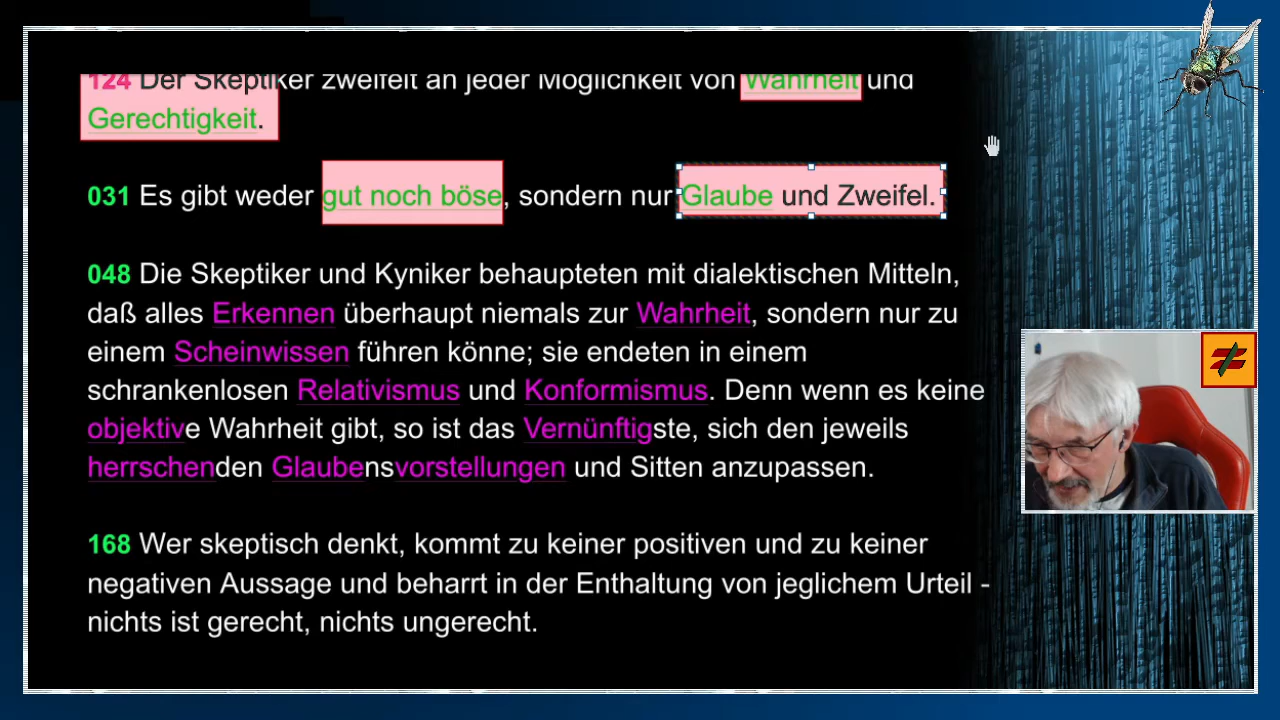 124 Der Skeptiker zweifelt an jeder Möglichkeit von Wahrheit und
Gerechtigkeit.
031 Es gibt weder gut noch böse, sondern nur Glaube und Zweifel.
048 Die Skeptiker und Kyniker behaupteten mit dialektischen Mitteln,
daß alles Erkennen überhaupt niemals zur Wahrheit, sondern nur zu
einem Scheinwissen führen könne; sie endeten in einem
schrankenlosen Relativismus und Konformismus. Denn wenn es keine
objektive Wahrheit gibt, so ist das Vernünftigste, sich den jeweils
herrschenden Glaubensvorstellungen und Sitten anzupassen.
168 Wer skeptisch denkt, kommt zu keiner positiven und zu keiner
negativen Aussage und beharrt in der Enthaltung von jeglichem Urteil -
nichts ist gerecht, nichts ungerecht.